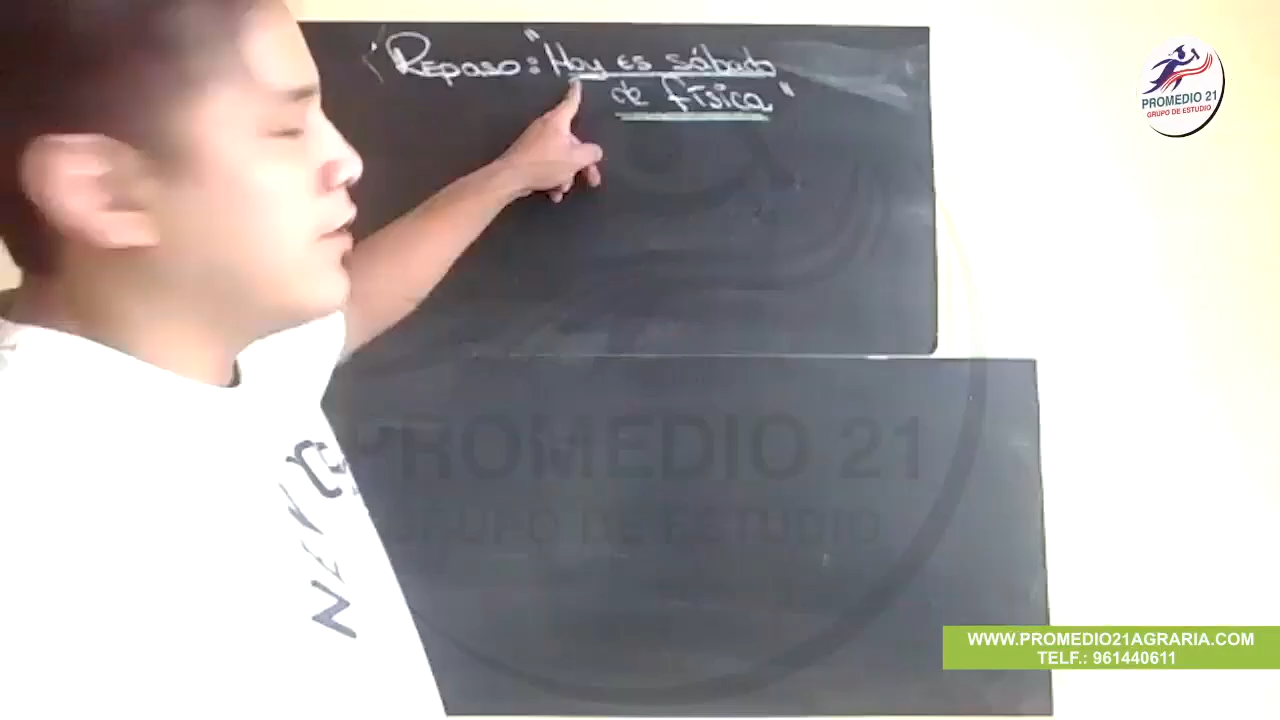 Repaso: "Hoy es sábado
de física"
PROMEDIO 21
GRUPO DE ESTUDIO
PROMEDIO 21
GRUPO DE ESTUDIO
WWW.PROMEDIO21AGRARIA.COM
TELF.: 961440611